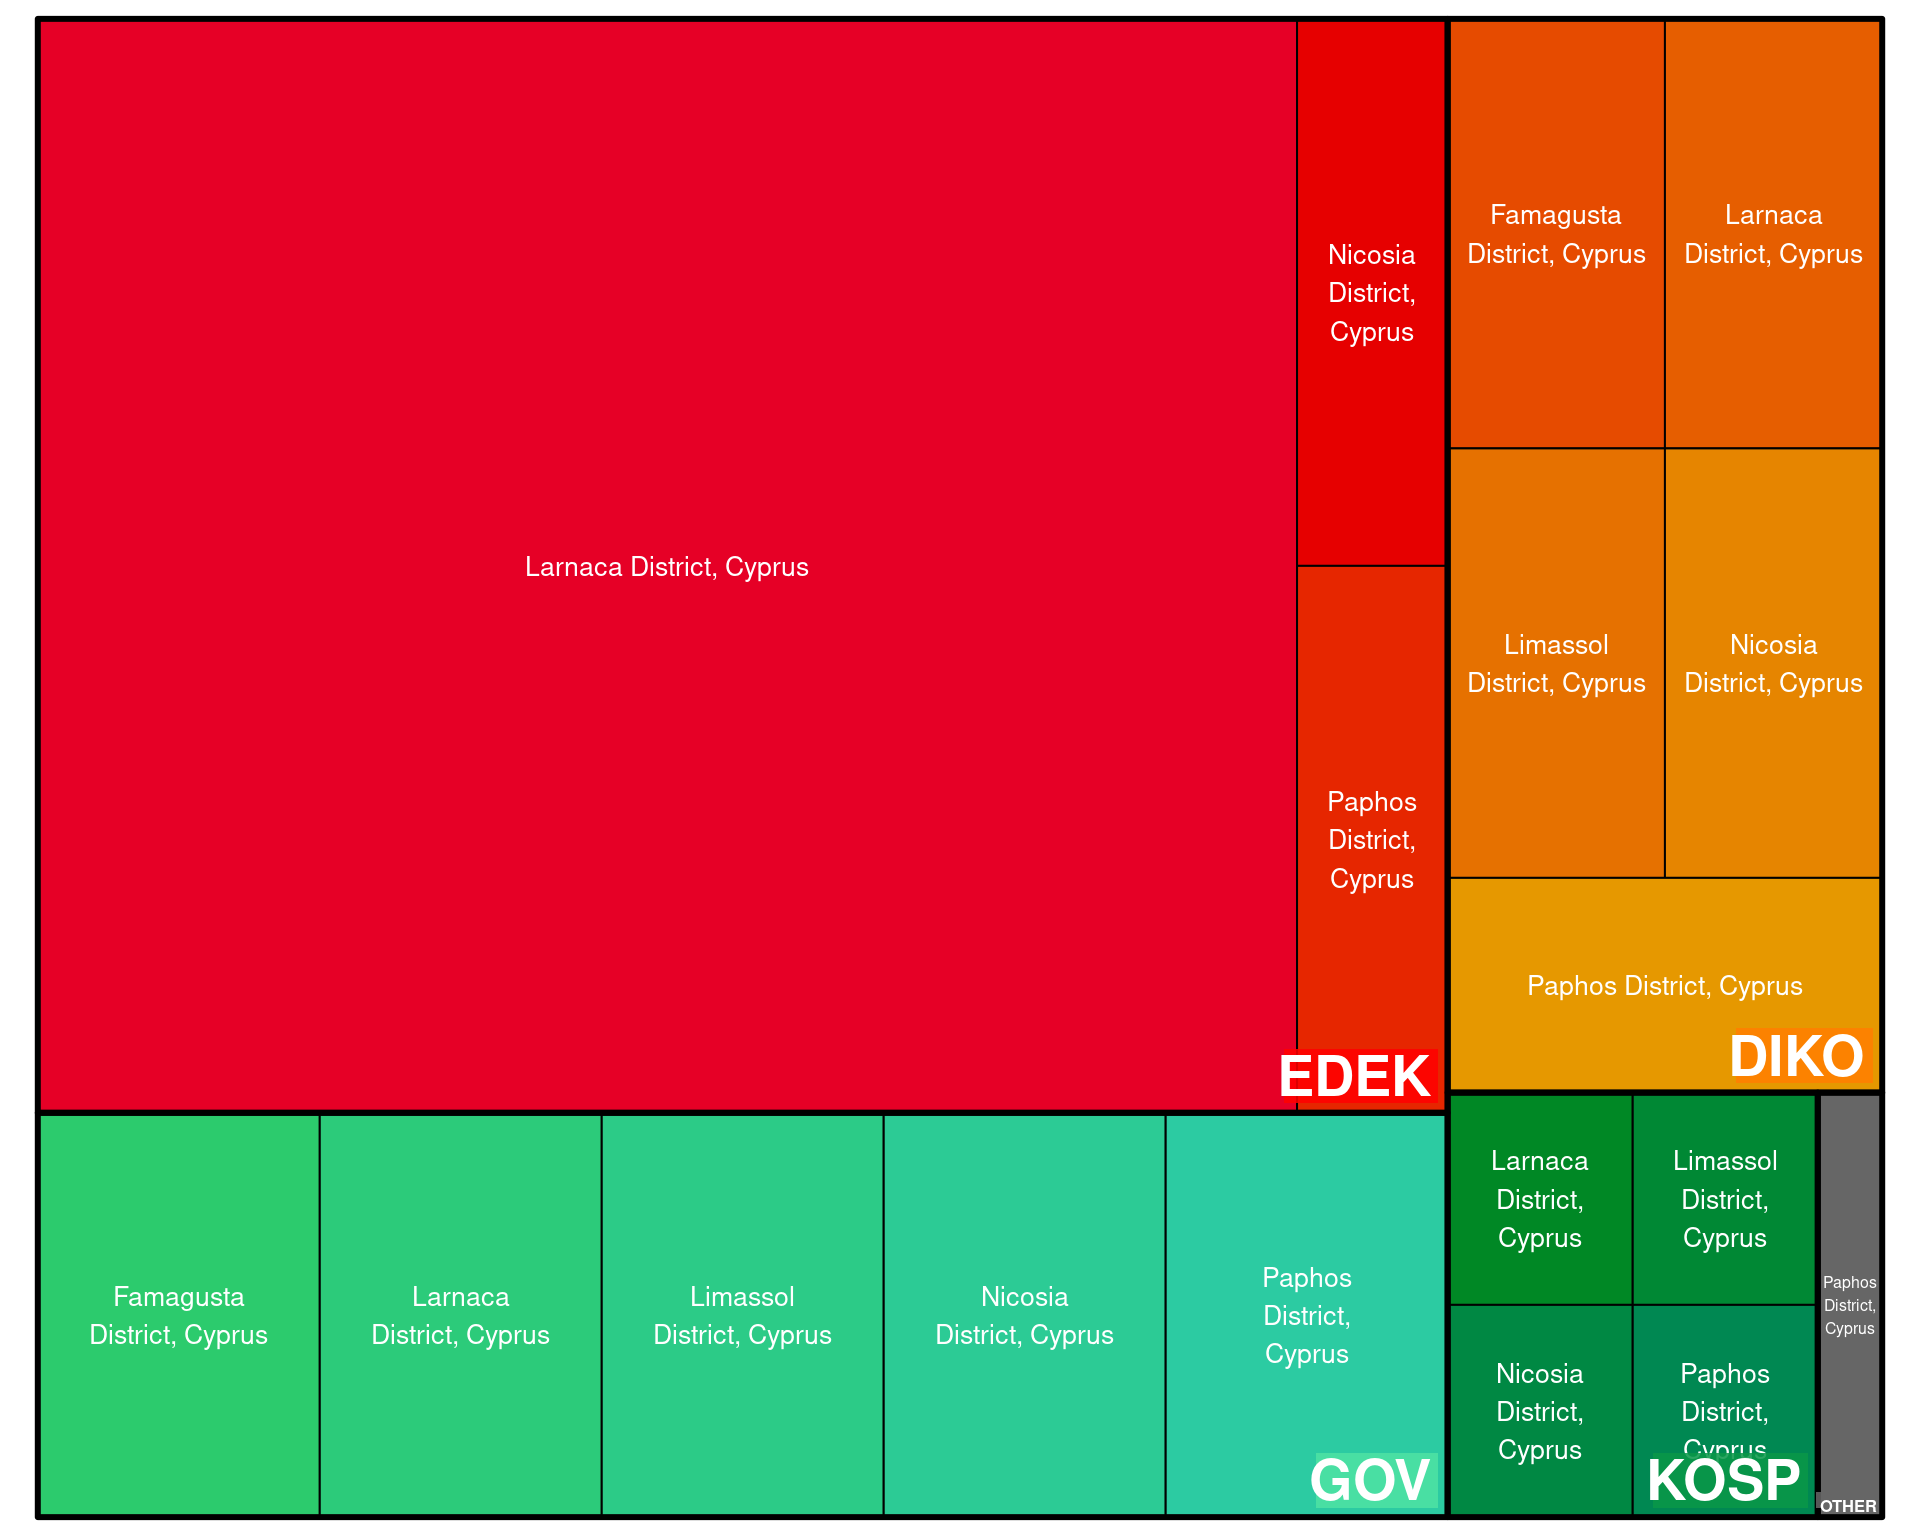 Larnaca District, Cyprus
Nicosia
District,
Cyprus
Paphos
District,
Cyprus
EDEK
Famagusta
District, Cyprus
Larnaca
District, Cyprus
Limassol
District, Cyprus
Nicosia
District, Cyprus
Paphos District, Cyprus
DIKO
Famagusta
District, Cyprus
Larnaca
District, Cyprus
Limassol
District, Cyprus
Nicosia
District, Cyprus
Paphos
District,
Cyprus
GOV
Larnaca
District,
Cyprus
Limassol
District,
Cyprus
Nicosia
District,
Cyprus
Paphos
District,
Cyprus
KOSP
Paphos
District,
Cyprus
OTHER